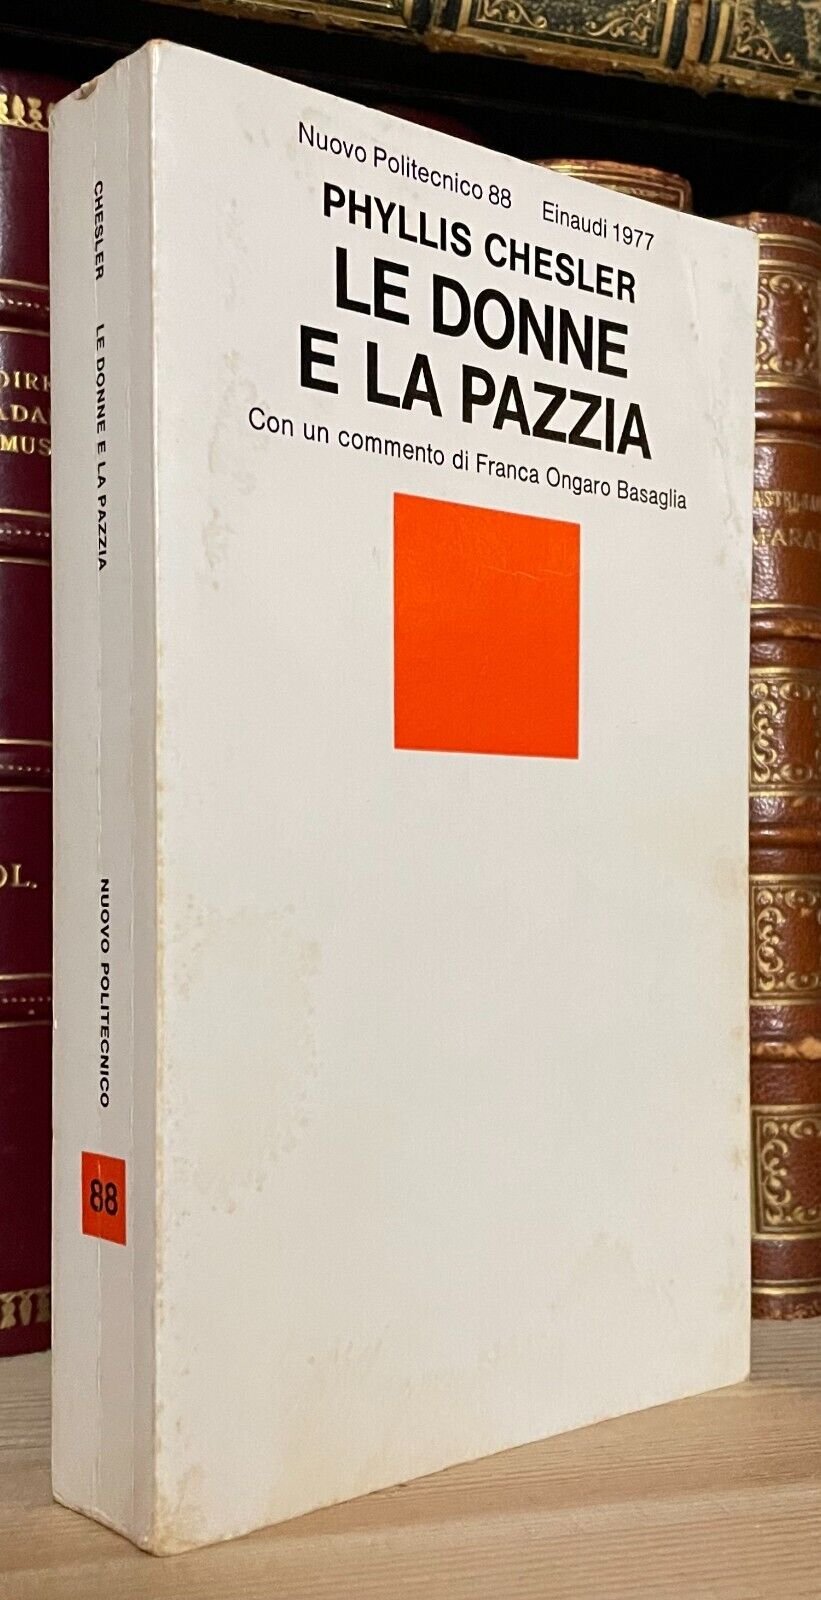 Nuovo Politecnico 88 Einaudi 1977
PHYLLIS CHESLER
LE DONNE
E LA PAZZIA
Con un commento di Franca Ongaro Basaglia
CHESLER LE DONNE E LA PAZZIA
NUOVO POLITECNICO
88